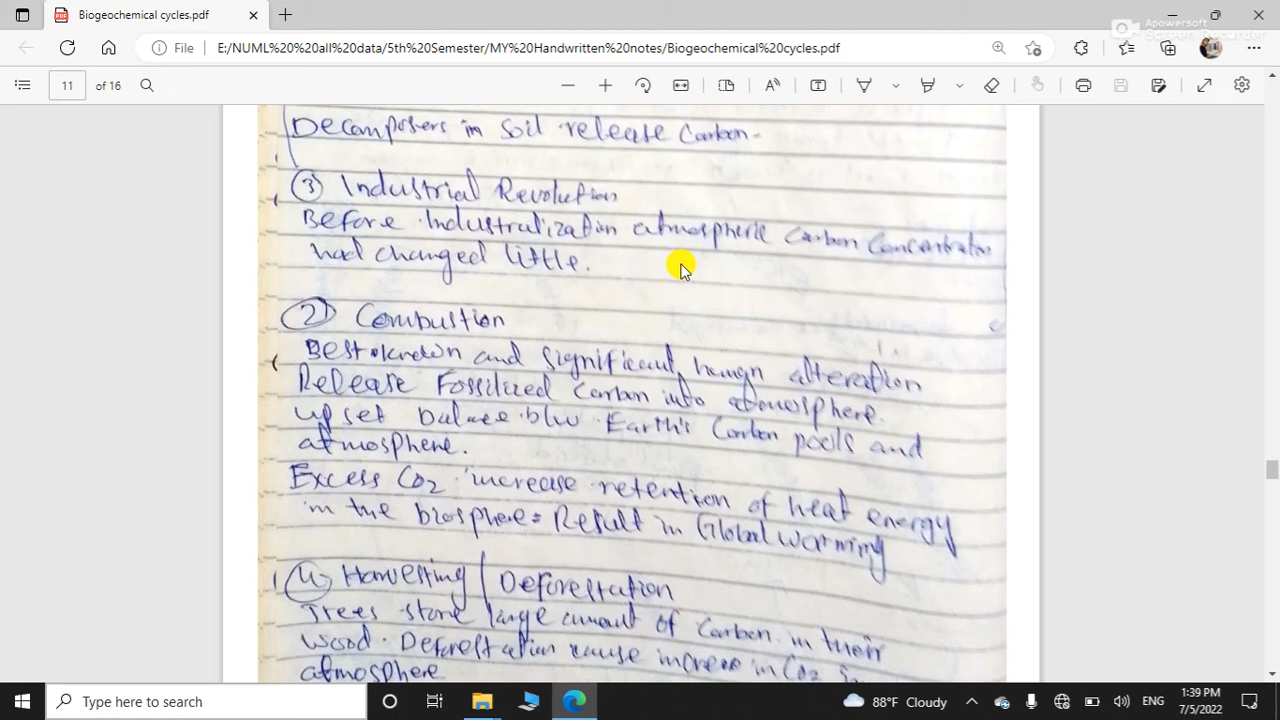 Biogeochemical cycles.pdf
Apowersoft
Screen Recorder
File E:/NUML%20%20all%20data/5th%20Semester/MY%20Handwritten%20notes/Biogeochemical%20cycles.pdf
11 of 16
Decomposers in soil release Carbon-
③ Industrial Revolution
Before Industrialization atmospheric Carbon Concentration
had changed little.
② Combustion
Best known and significant human alteration
Release Fossilized Carbon into atmosphere.
upset balance b/w Earth's Carbon pools and
atmosphere.
Excess CO2 increase retention of heat energy
in the biosphere = Result in Global warming
④ Harvesting / Deforestation
Trees store large amount of Carbon in their
wood. Deforestation cause increase in CO2 in
atmosphere
Type here to search
88°F Cloudy
ENG
1:39 PM
7/5/2022